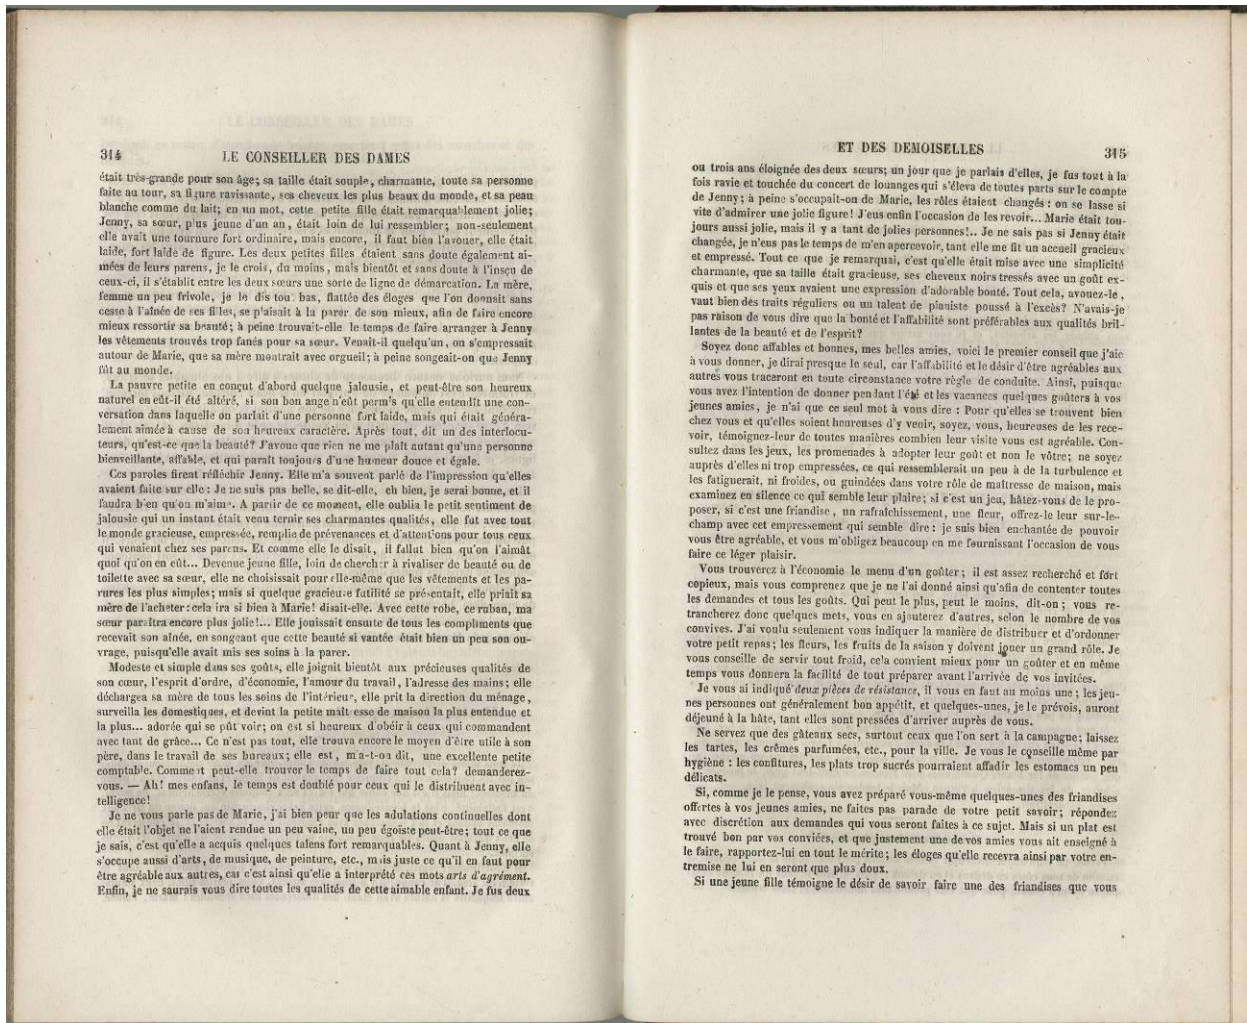 314
LE CONSEILLER DES DAMES
était très-grande pour son âge; sa taille était souple, charmante, toute sa personne
faite au tour, sa figure ravissante, ses cheveux les plus beaux du monde, et sa peau
blanche comme du lait; en un mot, cette petite fille était remarquablement jolie;
Jenny, sa sœur, plus jeune d'un an, était loin de lui ressembler; non-seulement
elle avait une tournure fort ordinaire, mais encore, il faut bien l'avouer, elle était
laide, fort laide de figure. Les deux petites filles étaient sans doute également ai-
mées de leurs parens, je le crois, du moins, mais bientôt et sans doute à l'insçu de
ceux-ci, il s'établit entre les deux sœurs une sorte de ligne de démarcation. La mère,
femme un peu frivole, je le dis tout bas, flattée des éloges que l'on donnait sans
cesse à l'aînée de ses filles, se plaisait à la parer de son mieux, afin de faire encore
mieux ressortir sa beauté; à peine trouvait-elle le temps de faire arranger à Jenny
les vêtements trouvés trop fanés pour sa sœur. Venait-il quelqu'un, on s'empressait
autour de Marie, que sa mère montrait avec orgueil; à peine songeait-on que Jenny
fût au monde.
La pauvre petite en conçut d'abord quelque jalousie, et peut-être son heureux
naturel en eût-il été altéré, si son bon ange n'eût permis qu'elle entendît une con-
versation dans laquelle on parlait d'une personne fort laide, mais qui était généra-
lement aimée à cause de son heureux caractère. Après tout, dit un des interlocu-
teurs, qu'est-ce que la beauté? J'avoue que rien ne me plaît autant qu'une personne
bienveillante, affable, et qui paraît toujours d'une humeur douce et égale.
Ces paroles firent réfléchir Jenny. Elle m'a souvent parlé de l'impression qu'elles
avaient faite sur elle: Je ne suis pas belle, se dit-elle, eh bien, je serai bonne, et il
faudra bien qu'on m'aime. A partir de ce moment, elle oublia le petit sentiment de
jalousie qui un instant était venu ternir ses charmantes qualités, elle fut avec tout
le monde gracieuse, empressée, remplie de prévenances et d'attentions pour tous ceux
qui venaient chez ses parens. Et comme elle le disait, il fallut bien qu'on l'aimât
quoi qu'on en eût... Devenue jeune fille, loin de chercher à rivaliser de beauté ou de
toilette avec sa sœur, elle ne choisissait pour elle-même que les vêtements et les pa-
rures les plus simples; mais si quelque gracieuse futilité se présentait, elle priait sa
mère de l'acheter: cela ira si bien à Marie! disait-elle. Avec cette robe, ce ruban, ma
sœur paraîtra encore plus jolie!... Elle jouissait ensuite de tous les compliments que
recevait son aînée, en songeant que cette beauté si vantée était bien un peu son ou-
vrage, puisqu'elle avait mis ses soins à la parer.
Modeste et simple dans ses goûts, elle joignit bientôt aux précieuses qualités de
son cœur, l'esprit d'ordre, d'économie, l'amour du travail, l'adresse des mains; elle
déchargea sa mère de tous les soins de l'intérieur, elle prit la direction du ménage,
surveilla les domestiques, et devint la petite maîtresse de maison la plus entendue et
la plus... adorée qui se pût voir; on est si heureux d'obéir à ceux qui commandent
avec tant de grâce... Ce n'est pas tout, elle trouva encore le moyen d'être utile à son
père, dans le travail de ses bureaux; elle est, m'a-t-on dit, une excellente petite
comptable. Comment peut-elle trouver le temps de faire tout cela? demanderez-
vous. — Ah! mes enfans, le temps est doublé pour ceux qui le distribuent avec in-
telligence!
Je ne vous parle pas de Marie, j'ai bien peur que les adulations continuelles dont
elle était l'objet ne l'aient rendue un peu vaine, un peu égoïste peut-être; tout ce que
je sais, c'est qu'elle a acquis quelques talens fort remarquables. Quant à Jenny, elle
s'occupe aussi d'arts, de musique, de peinture, etc., mais juste ce qu'il en faut pour
être agréable aux autres, car c'est ainsi qu'elle a interprété ces mots arts d'agrément.
Enfin, je ne saurais vous dire toutes les qualités de cette aimable enfant. Je fus deux
ET DES DEMOISELLES
315
ou trois ans éloignée des deux sœurs; un jour que je parlais d'elles, je fus tout à la
fois ravie et touchée du concert de louanges qui s'éleva de toutes parts sur le compte
de Jenny; à peine s'occupait-on de Marie, les rôles étaient changés: on se lasse si
vite d'admirer une jolie figure! J'eus enfin l'occasion de les revoir... Marie était tou-
jours aussi jolie, mais il y a tant de jolies personnes!.. Je ne sais pas si Jenny était
changée, je n'eus pas le temps de m'en apercevoir, tant elle me fit un accueil gracieux
et empressé. Tout ce que je remarquai, c'est qu'elle était mise avec une simplicité
charmante, que sa taille était gracieuse, ses cheveux noirs tressés avec un goût ex-
quis et que ses yeux avaient une expression d'adorable bonté. Tout cela, avouez-le,
vaut bien des traits réguliers ou un talent de pianiste poussé à l'excès? N'avais-je
pas raison de vous dire que la bonté et l'affabilité sont préférables aux qualités bril-
lantes de la beauté et de l'esprit?
Soyez donc affables et bonnes, mes belles amies, voici le premier conseil que j'aie
à vous donner, je dirai presque le seul, car l'affabilité et le désir d'être agréables aux
autres vous traceront en toute circonstance votre règle de conduite. Ainsi, puisque
vous avez l'intention de donner pendant l'été et les vacances quelques goûters à vos
jeunes amies, je n'ai que ce seul mot à vous dire: Pour qu'elles se trouvent bien
chez vous et qu'elles soient heureuses d'y venir, soyez, vous, heureuses de les rece-
voir, témoignez-leur de toutes manières combien leur visite vous est agréable. Con-
sultez dans les jeux, les promenades à adopter leur goût et non le vôtre; ne soyez
auprès d'elles ni trop empressées, ce qui ressemblerait un peu à de la turbulence et
les fatiguerait, ni froides, ou guindées dans votre rôle de maîtresse de maison, mais
examinez en silence ce qui semble leur plaire; si c'est un jeu, hâtez-vous de le pro-
poser, si c'est une friandise, un rafraîchissement, une fleur, offrez-le leur sur-le-
champ avec cet empressement qui semble dire: je suis bien enchantée de pouvoir
vous être agréable, et vous m'obligez beaucoup en me fournissant l'occasion de vous
faire ce léger plaisir.
Vous trouverez à l'économie le menu d'un goûter; il est assez recherché et fort
copieux, mais vous comprenez que je ne l'ai donné ainsi qu'afin de contenter toutes
les demandes et tous les goûts. Qui peut le plus, peut le moins, dit-on; vous re-
trancherez donc quelques mets, vous en ajouterez d'autres, selon le nombre de vos
convives. J'ai voulu seulement vous indiquer la manière de distribuer et d'ordonner
votre petit repas; les fleurs, les fruits de la saison y doivent jouer un grand rôle. Je
vous conseille de servir tout froid, cela convient mieux pour un goûter et en même
temps vous donnera la facilité de tout préparer avant l'arrivée de vos invitées.
Je vous ai indiqué deux pièces de résistance, il vous en faut au moins une; les jeu-
nes personnes ont généralement bon appétit, et quelques-unes, je le prévois, auront
déjeuné à la hâte, tant elles sont pressées d'arriver auprès de vous.
Ne servez que des gâteaux secs, surtout ceux que l'on sert à la campagne; laissez
les tartes, les crêmes parfumées, etc., pour la ville. Je vous le conseille même par
hygiène: les confitures, les plats trop sucrés pourraient affadir les estomacs un peu
délicats.
Si, comme je le pense, vous avez préparé vous-même quelques-unes des friandises
offertes à vos jeunes amies, ne faites pas parade de votre petit savoir; répondez
avec discrétion aux demandes qui vous seront faites à ce sujet. Mais si un plat est
trouvé bon par vos conviées, et que justement une de vos amies vous ait enseigné à
le faire, rapportez-lui en tout le mérite; les éloges qu'elle recevra ainsi par votre en-
tremise ne lui en seront que plus doux.
Si une jeune fille témoigne le désir de savoir faire une des friandises que vous